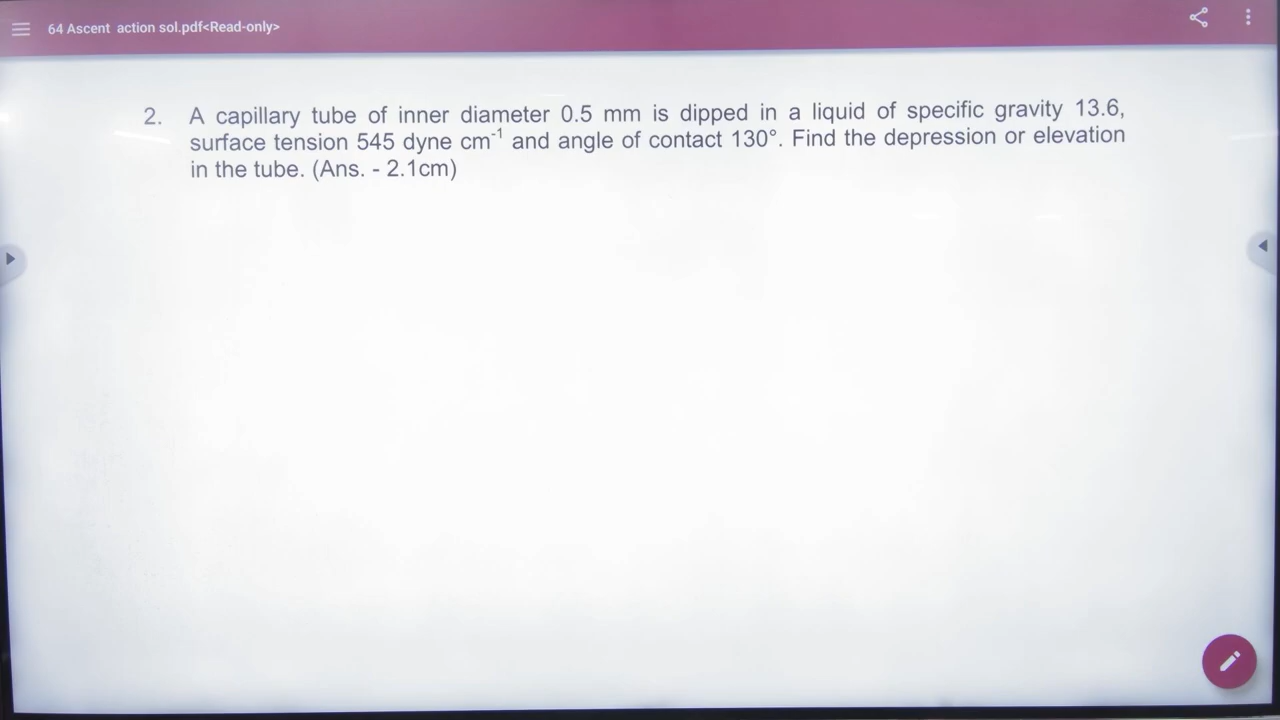 64 Ascent action sol.pdf<Read-only>
2. A capillary tube of inner diameter 0.5 mm is dipped in a liquid of specific gravity 13.6,
surface tension 545 dyne cm⁻¹ and angle of contact 130°. Find the depression or elevation
in the tube. (Ans. - 2.1cm)